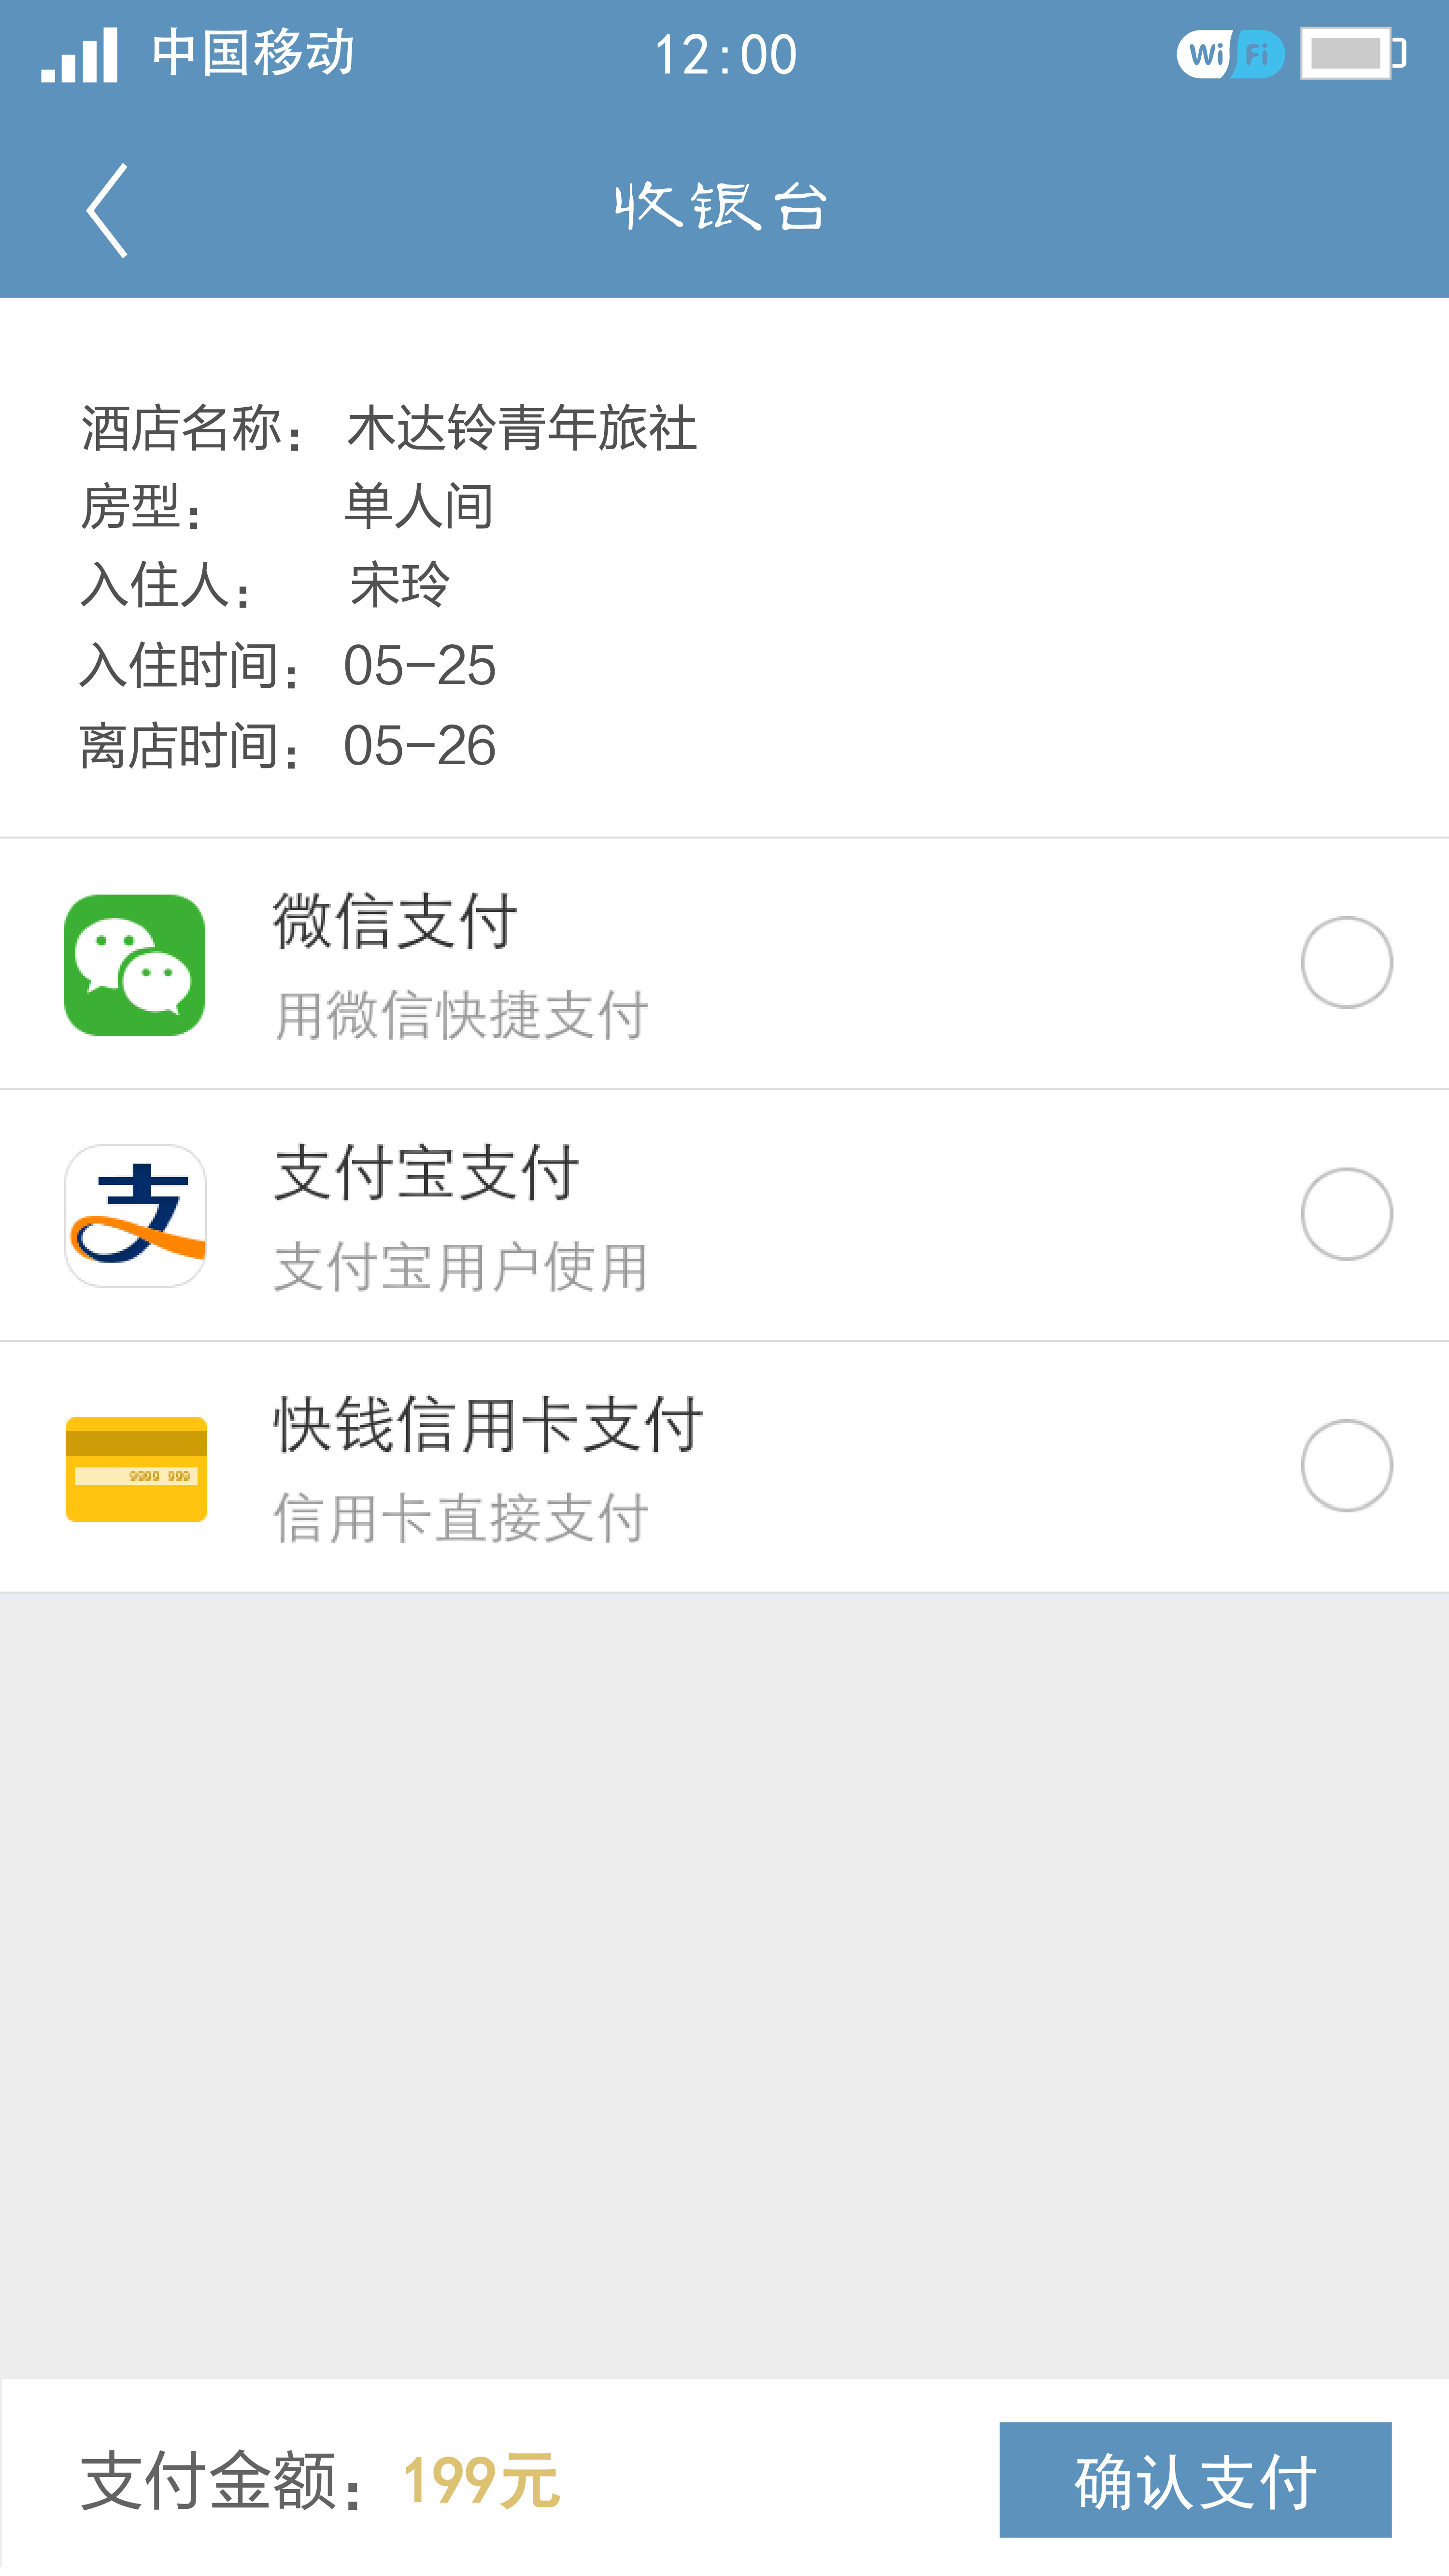 中国移动 12:00 WiFi
收银台
酒店名称： 木达铃青年旅社
房型： 单人间
入住人： 宋玲
入住时间： 05-25
离店时间： 05-26
微信支付
用微信快捷支付
支
支付宝支付
支付宝用户使用
快钱信用卡支付
信用卡直接支付
支付金额：199元 确认支付